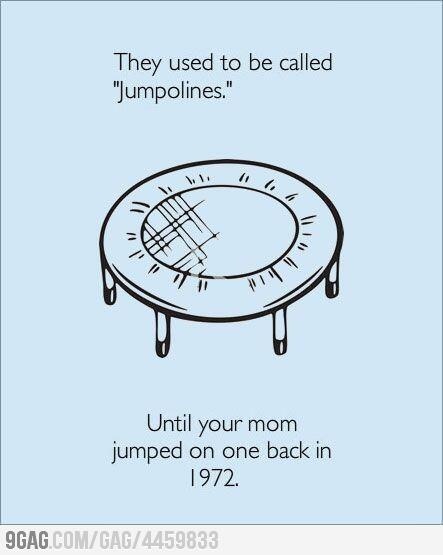 They used to be called
"Jumpolines."
Until your mom
jumped on one back in
1972.
9GAG.COM/GAG/4459833